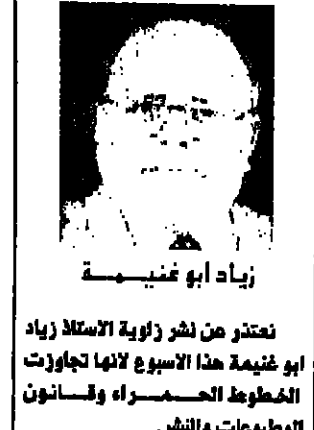 زياد ابو غنيمة
نعتذر عن نشر زاوية الاستاذ زياد
ابو غنيمة هذا الاسبوع لانها تجاوزت
الخطوط الحمراء وقانون
المطبوعات والنشر